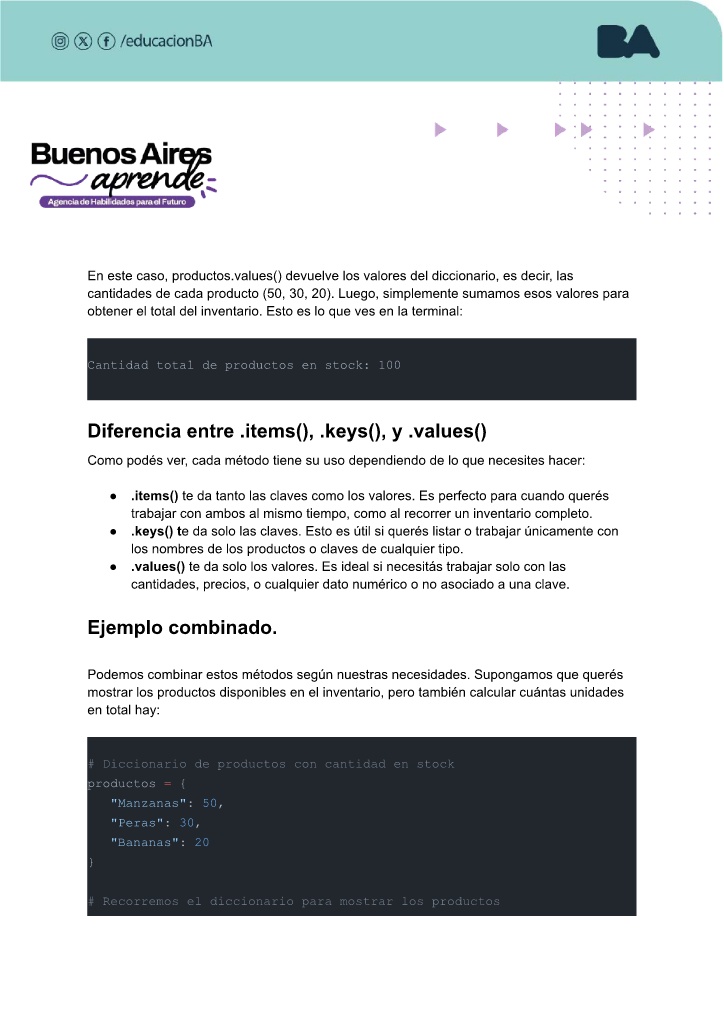 /educacionBA
BA
Buenos Aires
aprende
Agencia de Habilidades para el Futuro
En este caso, productos.values() devuelve los valores del diccionario, es decir, las
cantidades de cada producto (50, 30, 20). Luego, simplemente sumamos esos valores para
obtener el total del inventario. Esto es lo que ves en la terminal:
Cantidad total de productos en stock: 100
Diferencia entre .items(), .keys(), y .values()
Como podés ver, cada método tiene su uso dependiendo de lo que necesites hacer:
● .items() te da tanto las claves como los valores. Es perfecto para cuando querés
trabajar con ambos al mismo tiempo, como al recorrer un inventario completo.
● .keys() te da solo las claves. Esto es útil si querés listar o trabajar únicamente con
los nombres de los productos o claves de cualquier tipo.
● .values() te da solo los valores. Es ideal si necesitás trabajar solo con las
cantidades, precios, o cualquier dato numérico o no asociado a una clave.
Ejemplo combinado.
Podemos combinar estos métodos según nuestras necesidades. Supongamos que querés
mostrar los productos disponibles en el inventario, pero también calcular cuántas unidades
en total hay:
# Diccionario de productos con cantidad en stock
productos = {
"Manzanas": 50,
"Peras": 30,
"Bananas": 20
}
# Recorremos el diccionario para mostrar los productos